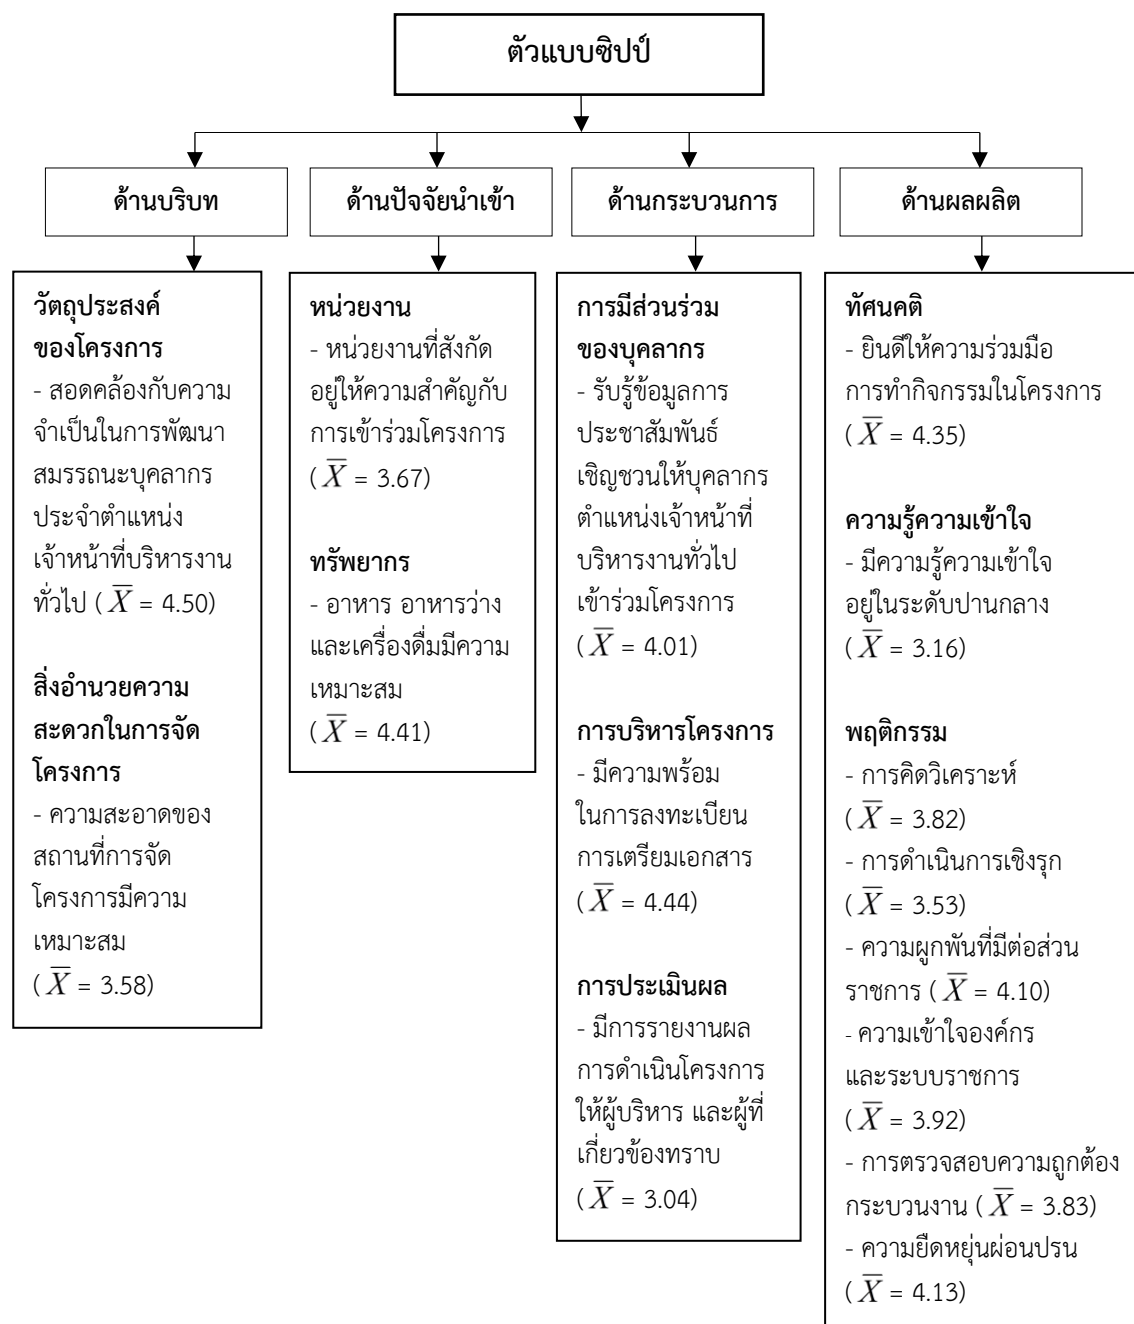 ตัวแบบซิปป์
ด้านบริบท
ด้านปัจจัยนำเข้า
ด้านกระบวนการ
ด้านผลผลิต
วัตถุประสงค์
ของโครงการ
- สอดคล้องกับความ
จำเป็นในการพัฒนา
สมรรถนะบุคลากร
ประจำตำแหน่ง
เจ้าหน้าที่บริหารงาน
ทั่วไป ( X̅ = 4.50)
สิ่งอำนวยความ
สะดวกในการจัด
โครงการ
- ความสะอาดของ
สถานที่การจัด
โครงการมีความ
เหมาะสม
( X̅ = 3.58)
หน่วยงาน
- หน่วยงานที่สังกัด
อยู่ให้ความสำคัญกับ
การเข้าร่วมโครงการ
( X̅ = 3.67)
ทรัพยากร
- อาหาร อาหารว่าง
และเครื่องดื่มมีความ
เหมาะสม
( X̅ = 4.41)
การมีส่วนร่วม
ของบุคลากร
- รับรู้ข้อมูลการ
ประชาสัมพันธ์
เชิญชวนให้บุคลากร
ตำแหน่งเจ้าหน้าที่
บริหารงานทั่วไป
เข้าร่วมโครงการ
( X̅ = 4.01)
การบริหารโครงการ
- มีความพร้อม
ในการลงทะเบียน
การเตรียมเอกสาร
( X̅ = 4.44)
การประเมินผล
- มีการรายงานผล
การดำเนินโครงการ
ให้ผู้บริหาร และผู้ที่
เกี่ยวข้องทราบ
( X̅ = 3.04)
ทัศนคติ
- ยินดีให้ความร่วมมือ
การทำกิจกรรมในโครงการ
( X̅ = 4.35)
ความรู้ความเข้าใจ
- มีความรู้ความเข้าใจ
อยู่ในระดับปานกลาง
( X̅ = 3.16)
พฤติกรรม
- การคิดวิเคราะห์
( X̅ = 3.82)
- การดำเนินการเชิงรุก
( X̅ = 3.53)
- ความผูกพันที่มีต่อส่วน
ราชการ ( X̅ = 4.10)
- ความเข้าใจองค์กร
และระบบราชการ
( X̅ = 3.92)
- การตรวจสอบความถูกต้อง
กระบวนงาน ( X̅ = 3.83)
- ความยืดหยุ่นผ่อนปรน
( X̅ = 4.13)